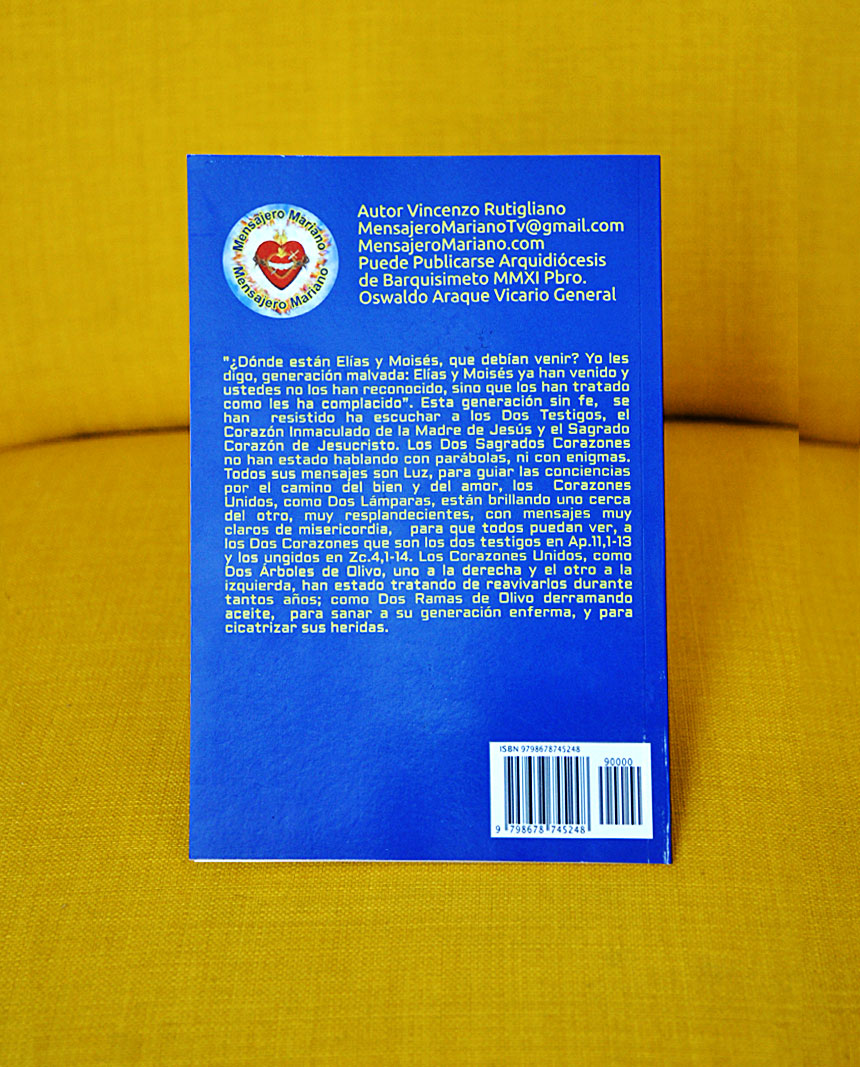 Mensajero Mariano
Mensajero Mariano
Autor Vincenzo Rutigliano
MensajeroMarianoTv@gmail.com
MensajeroMariano.com
Puede Publicarse Arquidiócesis
de Barquisimeto MMXI Pbro.
Oswaldo Araque Vicario General
"¿Dónde están Elías y Moisés, que debían venir? Yo les
digo, generación malvada: Elías y Moisés ya han venido y
ustedes no los han reconocido, sino que los han tratado
como les ha complacido". Esta generación sin fe, se
han resistido ha escuchar a los Dos Testigos, el
Corazón Inmaculado de la Madre de Jesús y el Sagrado
Corazón de Jesucristo. Los Dos Sagrados Corazones
no han estado hablando con parábolas, ni con enigmas.
Todos sus mensajes son Luz, para guiar las conciencias
por el camino del bien y del amor, los Corazones
Unidos, como Dos Lámparas, están brillando uno cerca
del otro, muy resplandecientes, con mensajes muy
claros de misericordia, para que todos puedan ver, a
los Dos Corazones que son los dos testigos en Ap.11,1-13
y los ungidos en Zc.4,1-14. Los Corazones Unidos, como
Dos Árboles de Olivo, uno a la derecha y el otro a la
izquierda, han estado tratando de reavivarlos durante
tantos años; como Dos Ramas de Olivo derramando
aceite, para sanar a su generación enferma, y para
cicatrizar sus heridas.
ISBN 9798678745248
90000
9 798678 745248